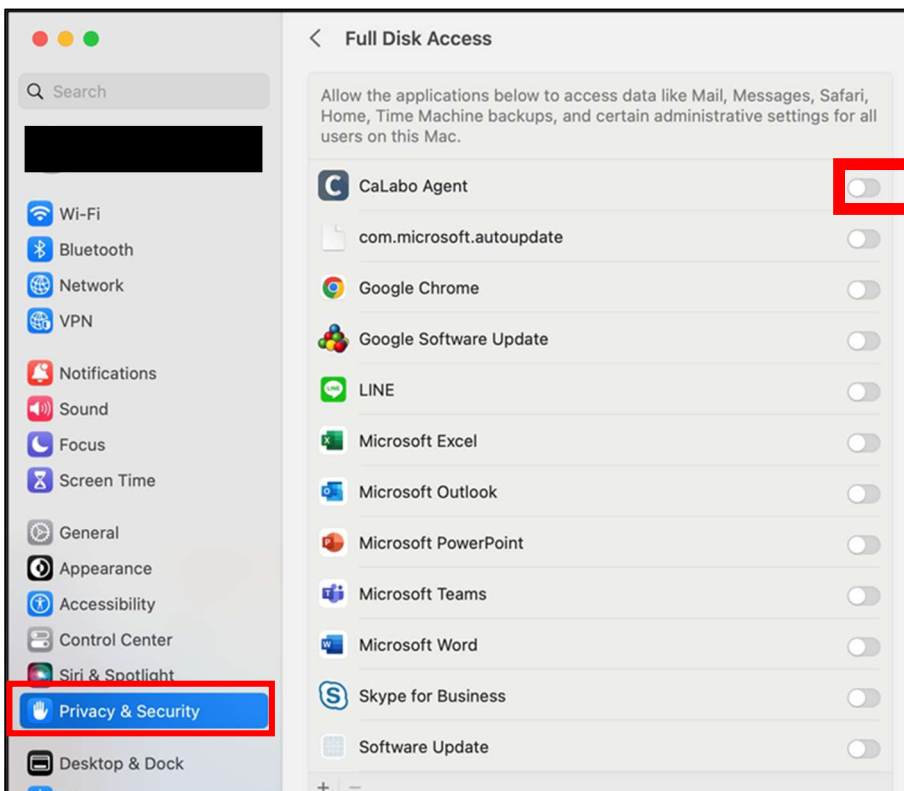 Full Disk Access
Search
Allow the applications below to access data like Mail, Messages, Safari,
Home, Time Machine backups, and certain administrative settings for all
users on this Mac.
Wi-Fi
Bluetooth
Network
VPN
Notifications
Sound
Focus
Screen Time
General
Appearance
Accessibility
Control Center
Siri & Spotlight
Privacy & Security
Desktop & Dock
CaLabo Agent
com.microsoft.autoupdate
Google Chrome
Google Software Update
LINE
Microsoft Excel
Microsoft Outlook
Microsoft PowerPoint
Microsoft Teams
Microsoft Word
Skype for Business
Software Update